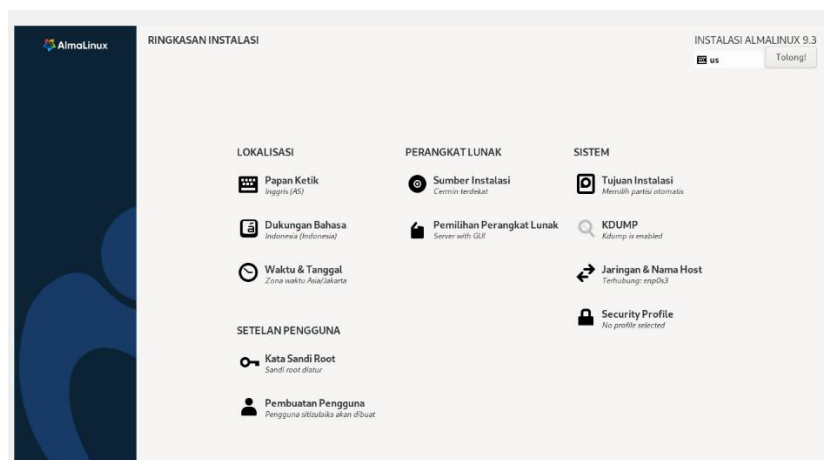 AlmaLinux
RINGKASAN INSTALASI
INSTALASI ALMALINUX 9.3
us
Tolong!
LOKALISASI
Papan Ketik
Inggris (AS)
Dukungan Bahasa
Indonesia (Indonesia)
Waktu & Tanggal
Zona waktu Asia/Jakarta
SETELAN PENGGUNA
Kata Sandi Root
Sandi root diatur
Pembuatan Pengguna
Pengguna sitizulaika akan dibuat
PERANGKAT LUNAK
Sumber Instalasi
Cermin terdekat
Pemilihan Perangkat Lunak
Server with GUI
SISTEM
Tujuan Instalasi
Memilih partisi otomatis
KDUMP
Kdump is enabled
Jaringan & Nama Host
Terhubung: enp0s3
Security Profile
No profile selected